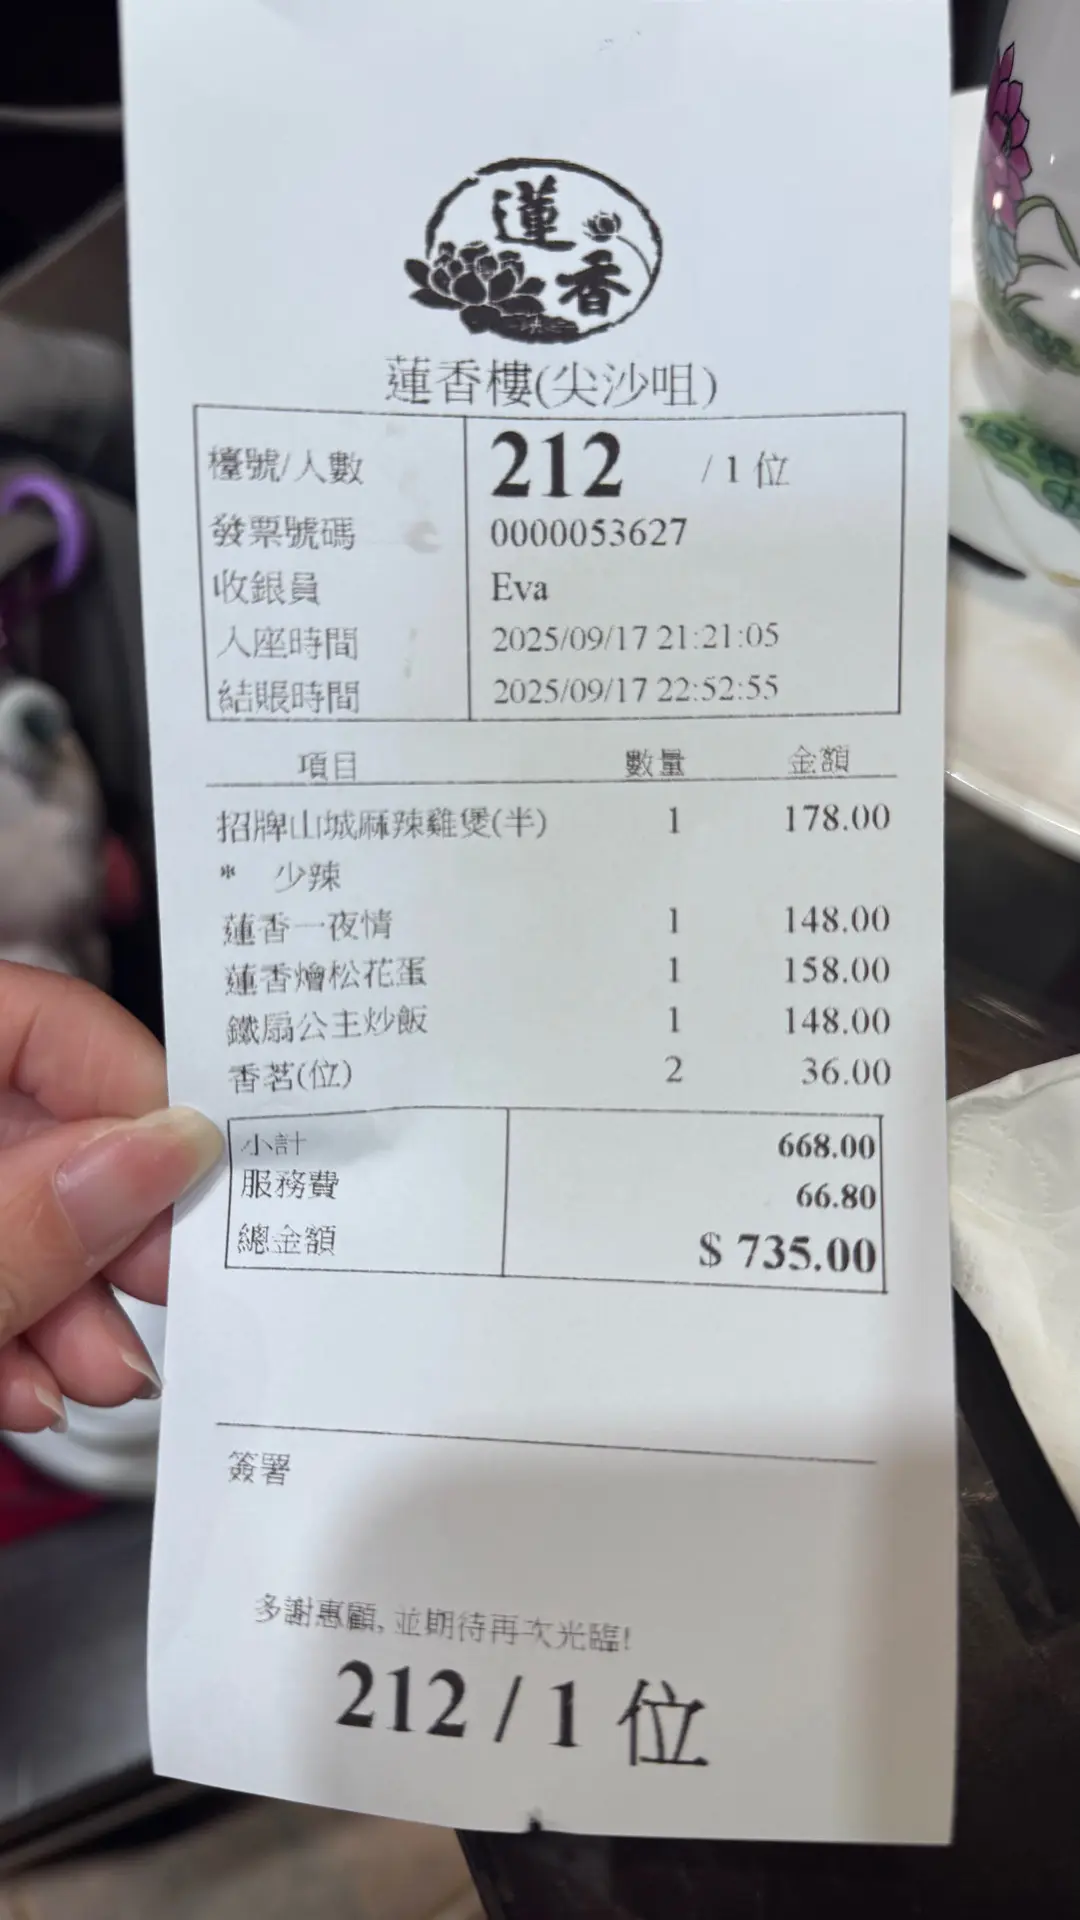 蓮香
蓮香樓(尖沙咀)
檯號/人數 212 / 1 位
發票號碼 0000053627
收銀員 Eva
入座時間 2025/09/17 21:21:05
結賬時間 2025/09/17 22:52:55
項目 數量 金額
招牌山城麻辣雞煲(半) 1 178.00
* 少辣
蓮香一夜情 1 148.00
蓮香燴松花蛋 1 158.00
鐵扇公主炒飯 1 148.00
香茗(位) 2 36.00
小計 668.00
服務費 66.80
總金額 $ 735.00
簽署
多謝惠顧, 並期待再次光臨!
212 / 1 位